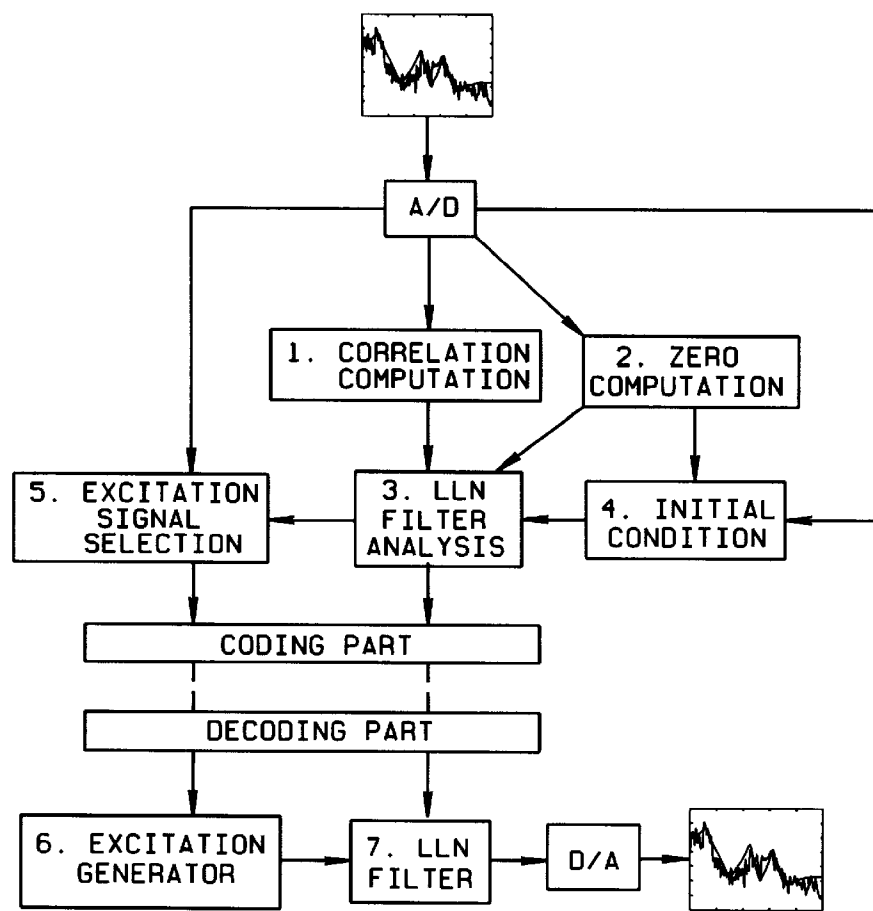 A/D
1. CORRELATION
COMPUTATION
2. ZERO
COMPUTATION
5. EXCITATION
SIGNAL
SELECTION
3. LLN
FILTER
ANALYSIS
4. INITIAL
CONDITION
CODING PART
DECODING PART
6. EXCITATION
GENERATOR
7. LLN
FILTER
D/A